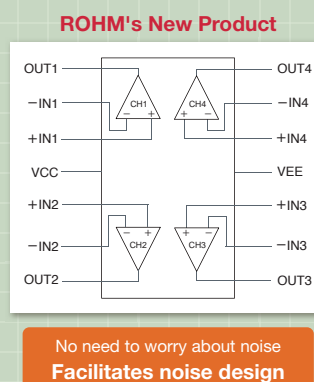 ROHM's New Product
OUT1
OUT4
CH1
CH4
−IN1
−IN4
− +
+ −
+IN1
+IN4
VCC
VEE
+IN2
+IN3
− +
+ −
−IN2
−IN3
CH2
CH3
OUT2
OUT3
No need to worry about noise
Facilitates noise design